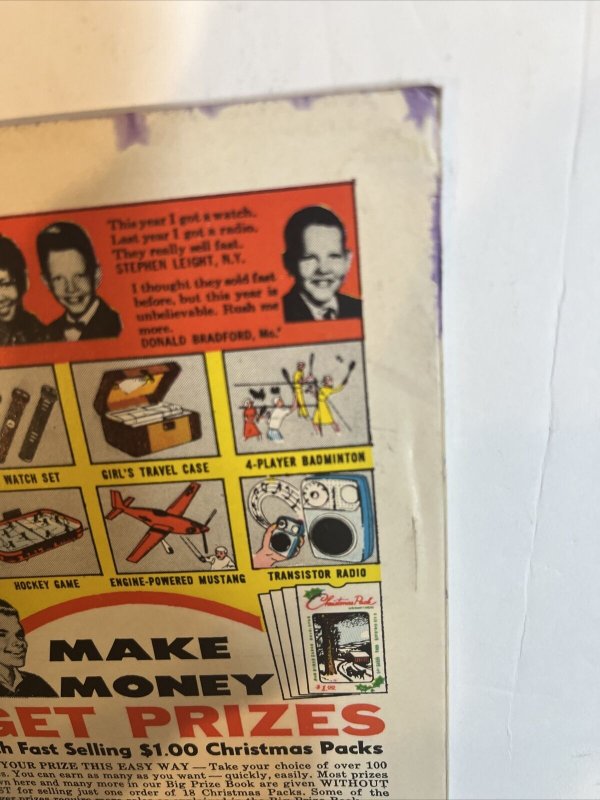 This year I got a watch.
Last year I got a radio.
They really sell fast.
STEPHEN LEIGHT, N.Y.
I thought they sold fast
before, but this year is
unbelievable. Rush me
more.
DONALD BRADFORD, Mo.
WATCH SET
GIRL'S TRAVEL CASE
4-PLAYER BADMINTON
HOCKEY GAME
ENGINE-POWERED MUSTANG
TRANSISTOR RADIO
Christmas Pack
$1.00
MAKE
MONEY
GET PRIZES
h Fast Selling $1.00 Christmas Packs
YOUR PRIZE THIS EASY WAY — Take your choice of over 100
s. You can earn as many as you want — quickly, easily. Most prizes
wn here and many more in our Big Prize Book are given WITHOUT
ST for selling just one order of 18 Christmas Packs. Some of the